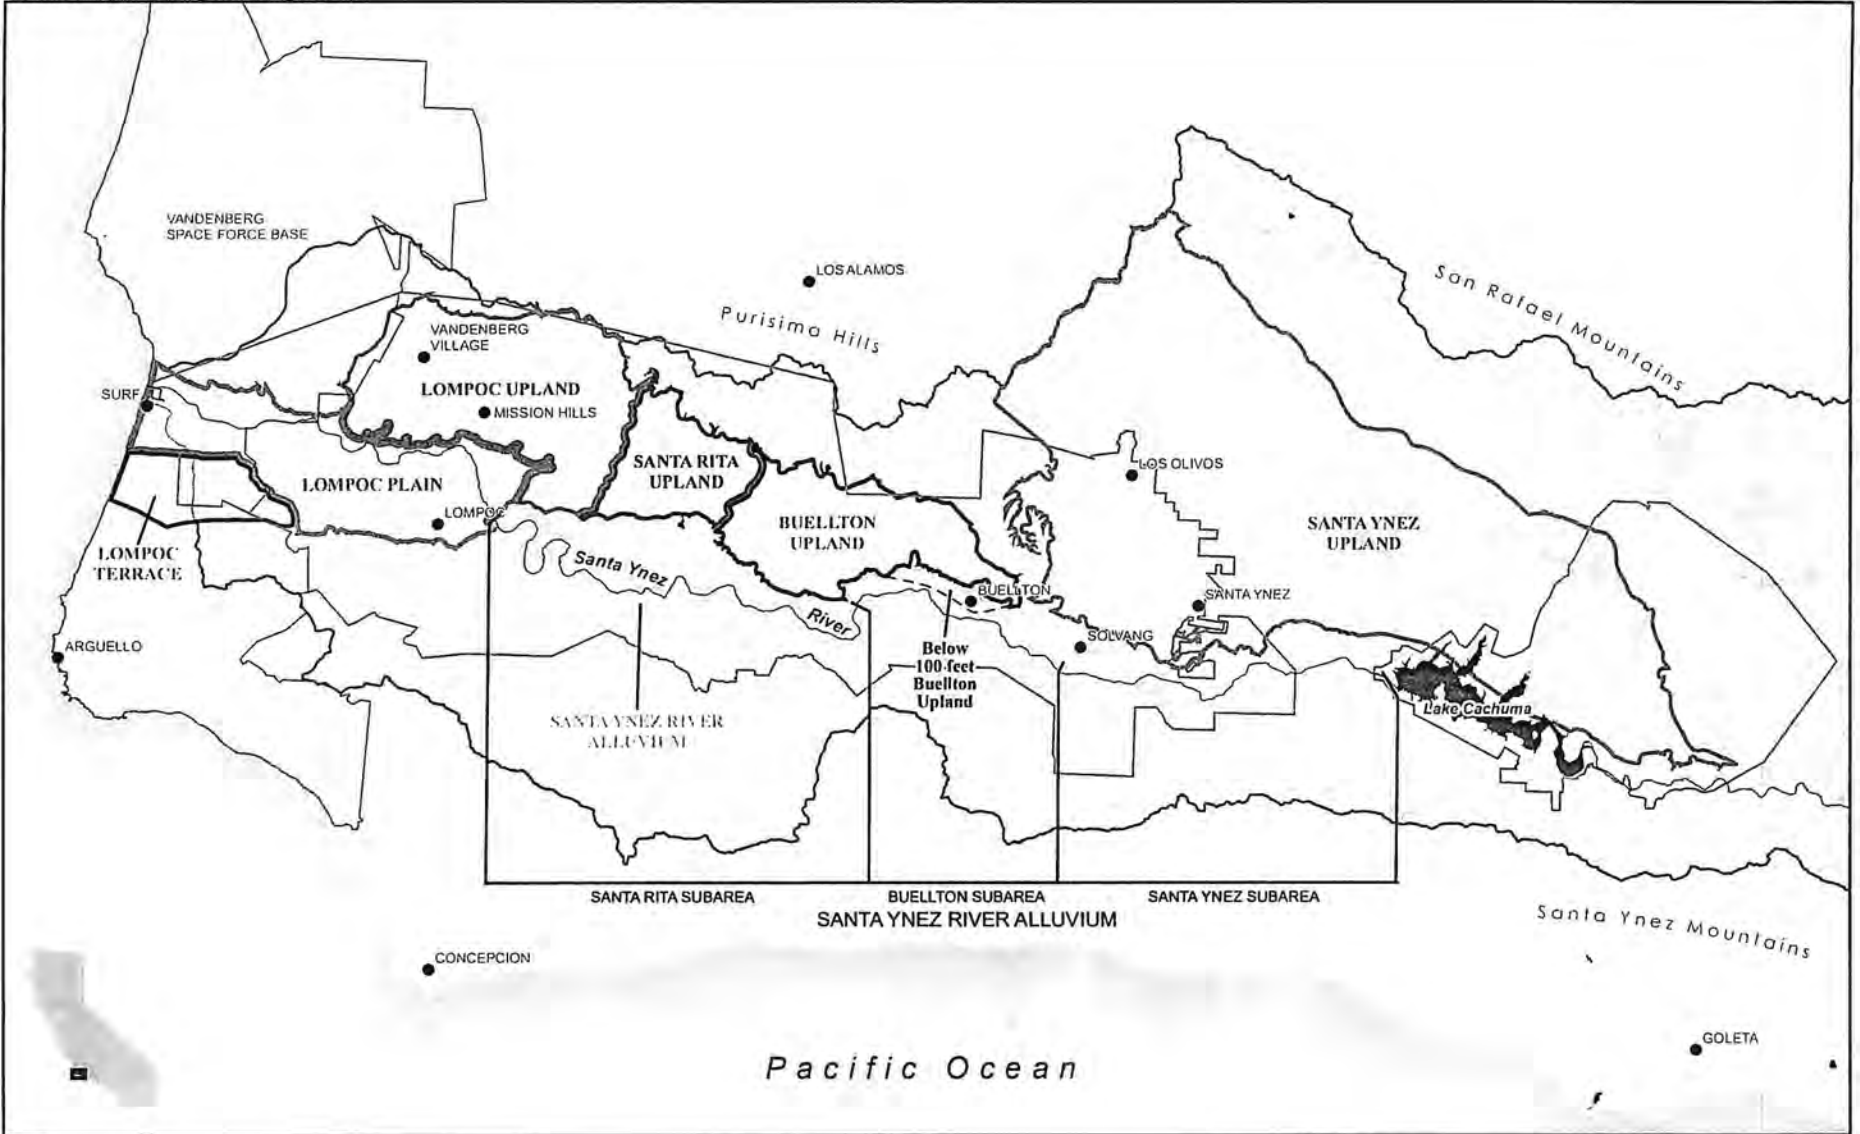 VANDENBERG
SPACE FORCE BASE
LOS ALAMOS
San Rafael Mountains
Purisima Hills
VANDENBERG
VILLAGE
SURF
LOMPOC UPLAND
MISSION HILLS
SANTA RITA
UPLAND
LOS OLIVOS
LOMPOC PLAIN
LOMPOC
BUELLTON
UPLAND
SANTA YNEZ
UPLAND
LOMPOC
TERRACE
Santa Ynez
River
BUELLTON
SANTA YNEZ
ARGUELLO
SOLVANG
Below
100-feet
Buellton
Upland
Lake Cachuma
SANTA YNEZ RIVER
ALLUVIUM
SANTA RITA SUBAREA
BUELLTON SUBAREA
SANTA YNEZ SUBAREA
SANTA YNEZ RIVER ALLUVIUM
Santa Ynez Mountains
CONCEPCION
GOLETA
Pacific Ocean